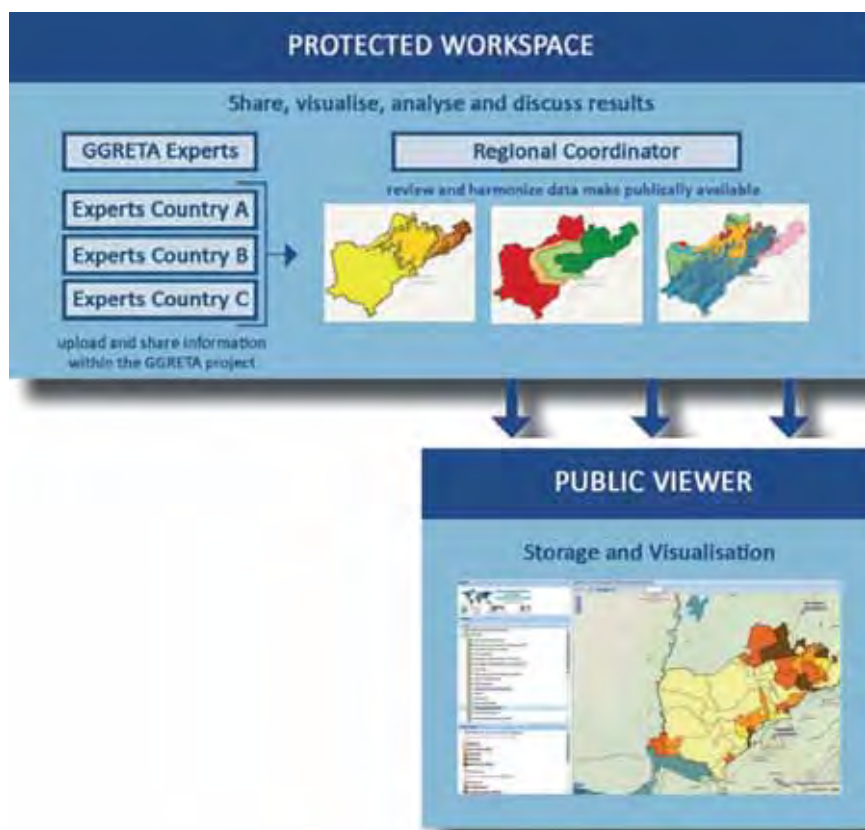 PROTECTED WORKSPACE
Share, visualise, analyse and discuss results
GGRETA Experts
Regional Coordinator
review and harmonize data make publically available
Experts Country A
Experts Country B
Experts Country C
upload and share information
within the GGRETA project
PUBLIC VIEWER
Storage and Visualisation